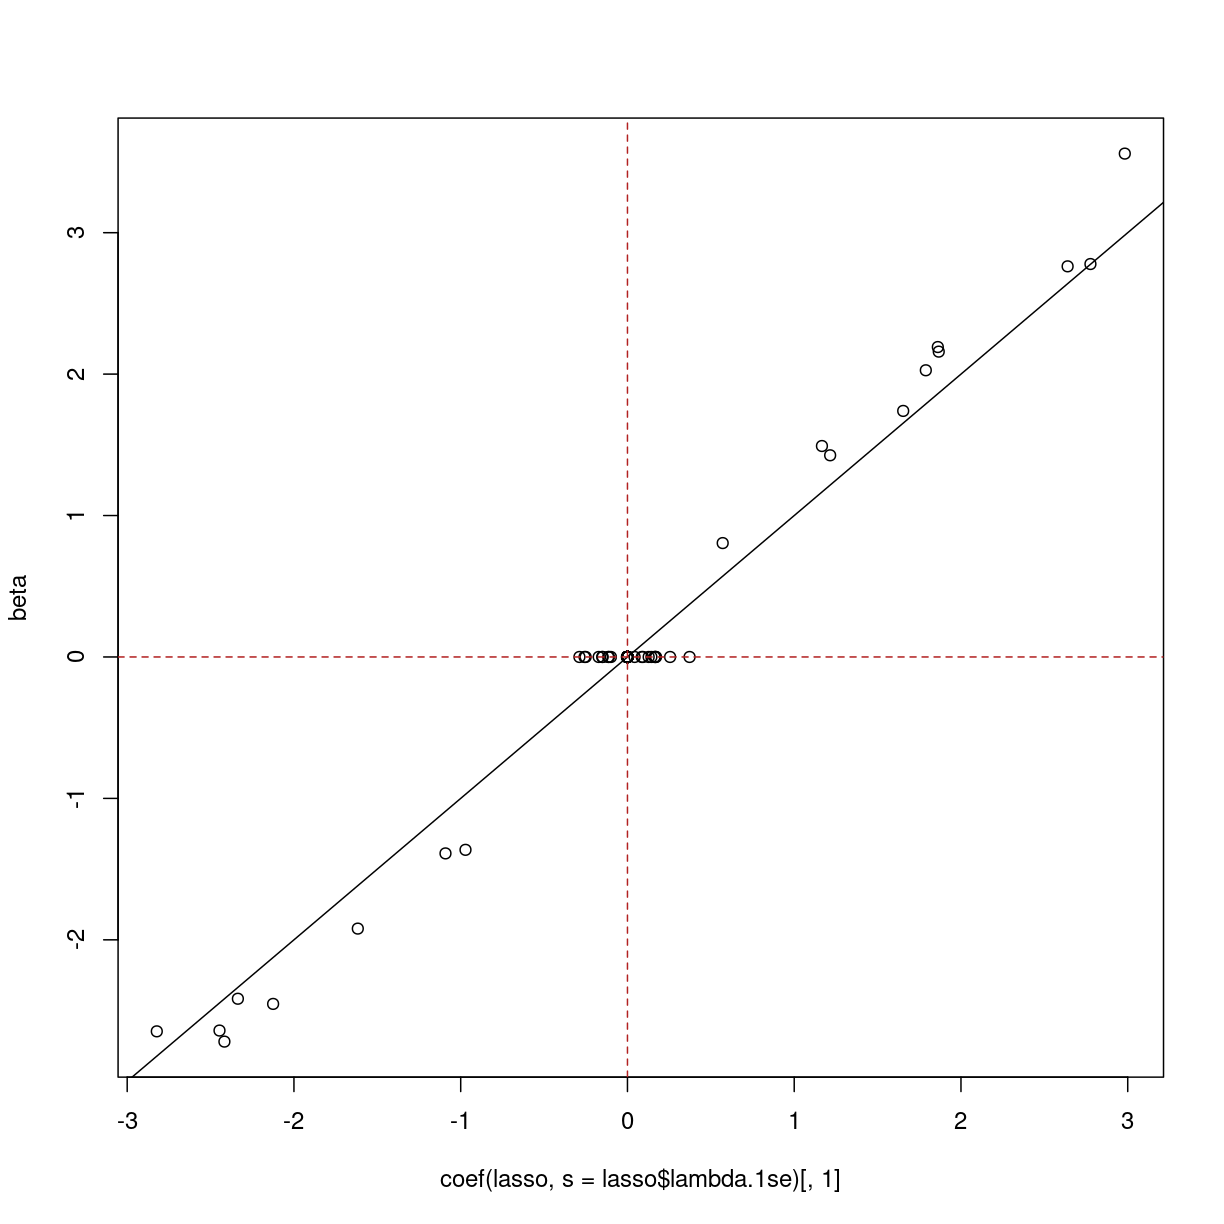 3
2
1
0
-1
-2
beta
-3 -2 -1 0 1 2 3
coef(lasso, s = lasso$lambda.1se)[, 1]